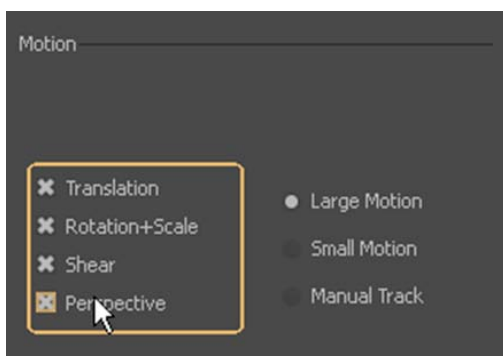 Motion
Translation
Rotation+Scale
Shear
Perspective
Large Motion
Small Motion
Manual Track